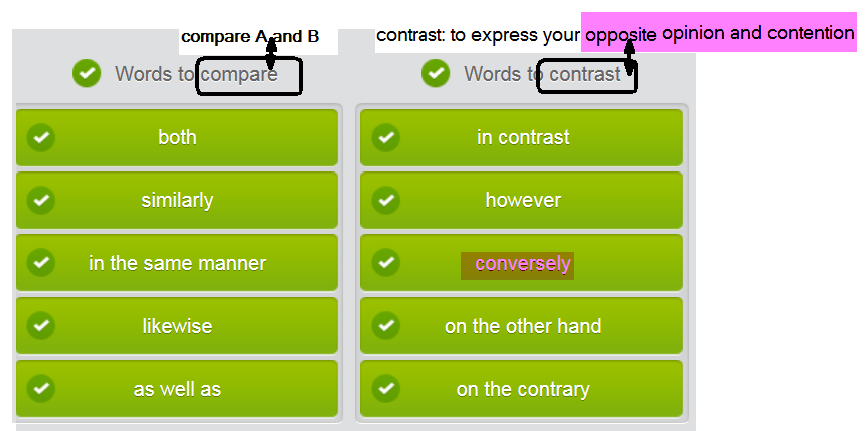 compare A and B
contrast: to express your opposite opinion and contention
Words to compare
Words to contrast
both
in contrast
similarly
however
in the same manner
conversely
likewise
on the other hand
as well as
on the contrary